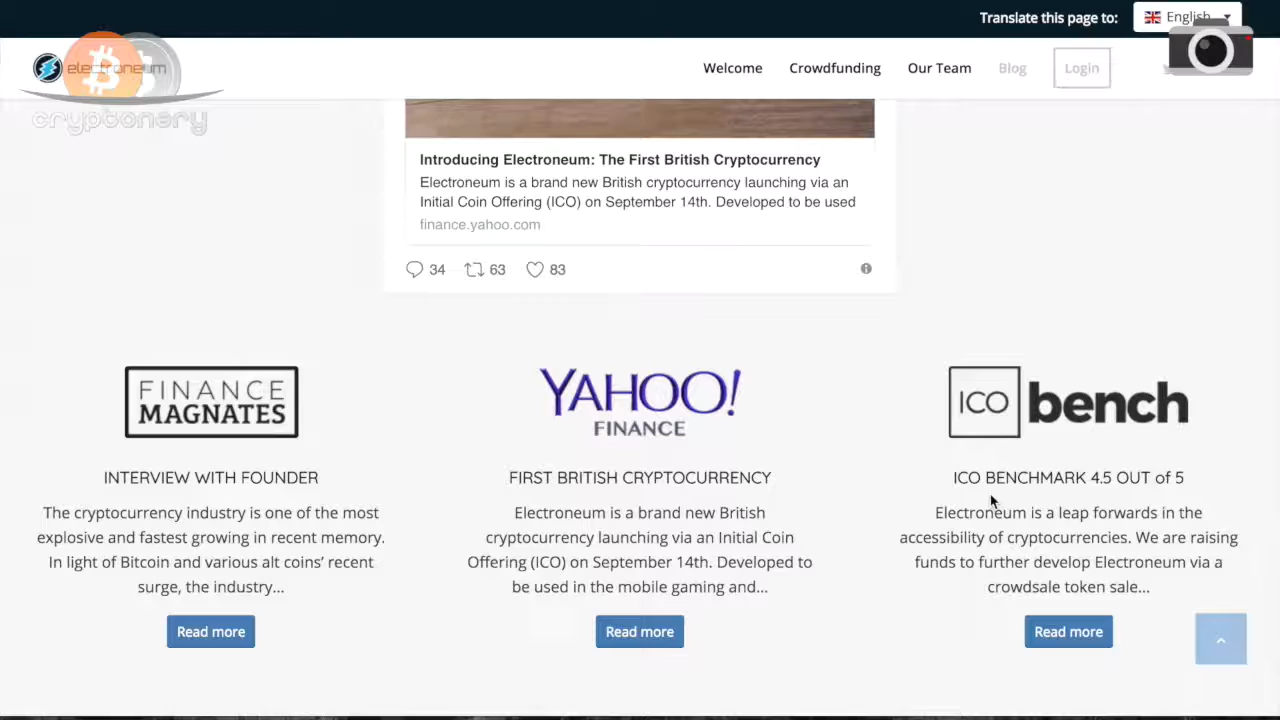 Translate this page to:
English
electroneum
Welcome
Crowdfunding
Our Team
Blog
Login
cryptonary
Introducing Electroneum: The First British Cryptocurrency
Electroneum is a brand new British cryptocurrency launching via an
Initial Coin Offering (ICO) on September 14th. Developed to be used
finance.yahoo.com
34
63
83
FINANCE
MAGNATES
INTERVIEW WITH FOUNDER
The cryptocurrency industry is one of the most
explosive and fastest growing in recent memory.
In light of Bitcoin and various alt coins’ recent
surge, the industry...
Read more
YAHOO!
FINANCE
FIRST BRITISH CRYPTOCURRENCY
Electroneum is a brand new British
cryptocurrency launching via an Initial Coin
Offering (ICO) on September 14th. Developed to
be used in the mobile gaming and...
Read more
ICO bench
ICO BENCHMARK 4.5 OUT of 5
Electroneum is a leap forwards in the
accessibility of cryptocurrencies. We are raising
funds to further develop Electroneum via a
crowdsale token sale...
Read more